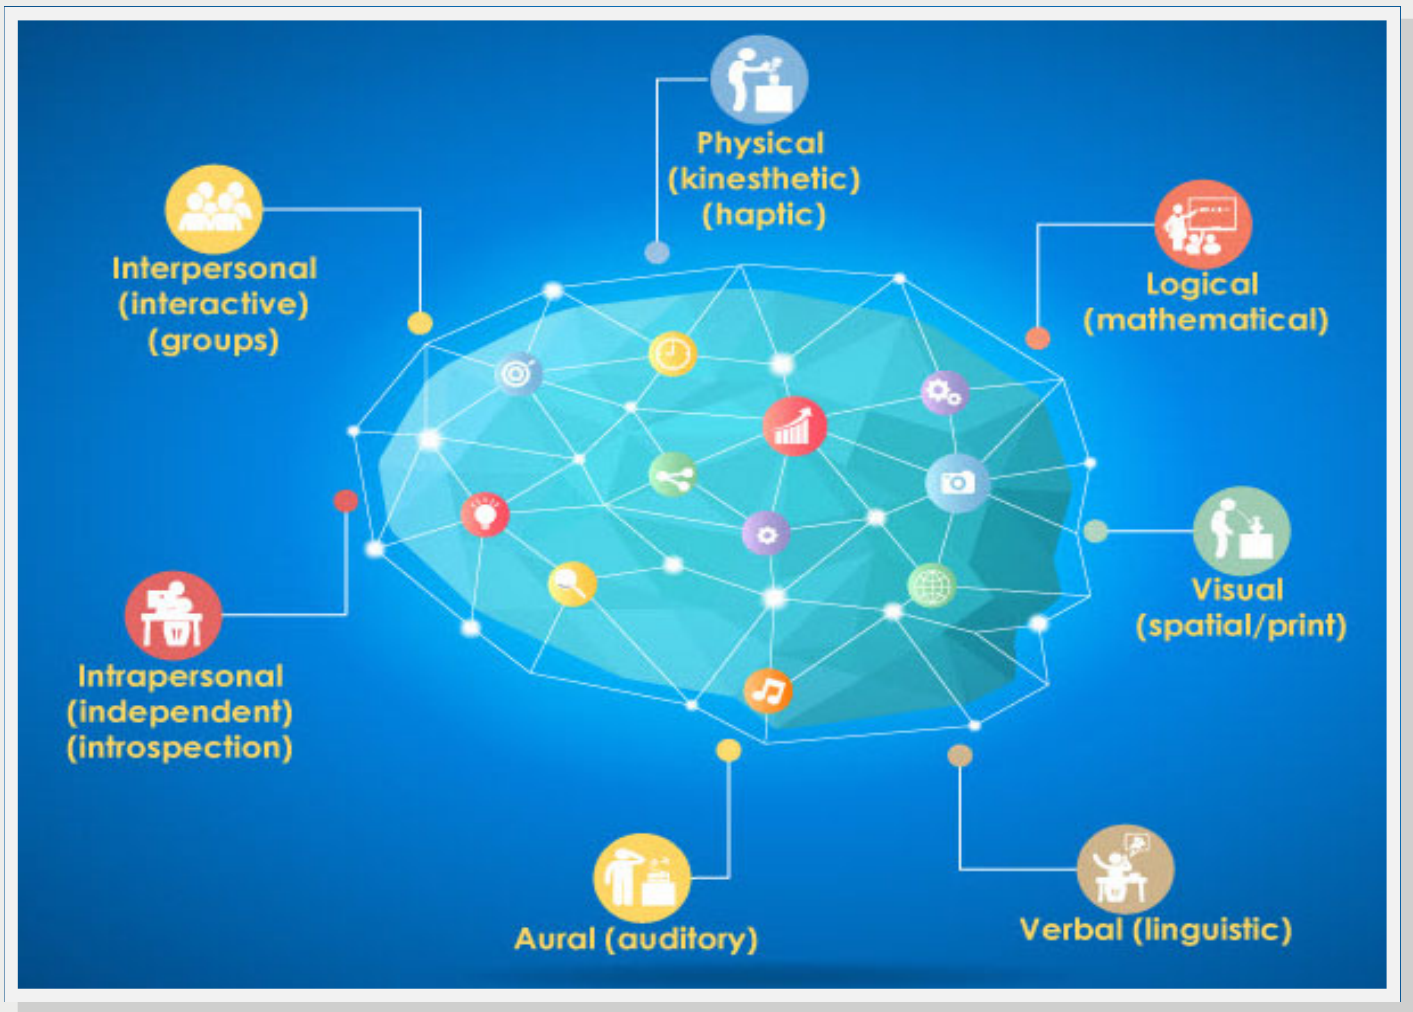 Physical
(kinesthetic)
(haptic)
Interpersonal
(interactive)
(groups)
Logical
(mathematical)
Visual
(spatial/print)
Intrapersonal
(independent)
(introspection)
Aural (auditory)
Verbal (linguistic)